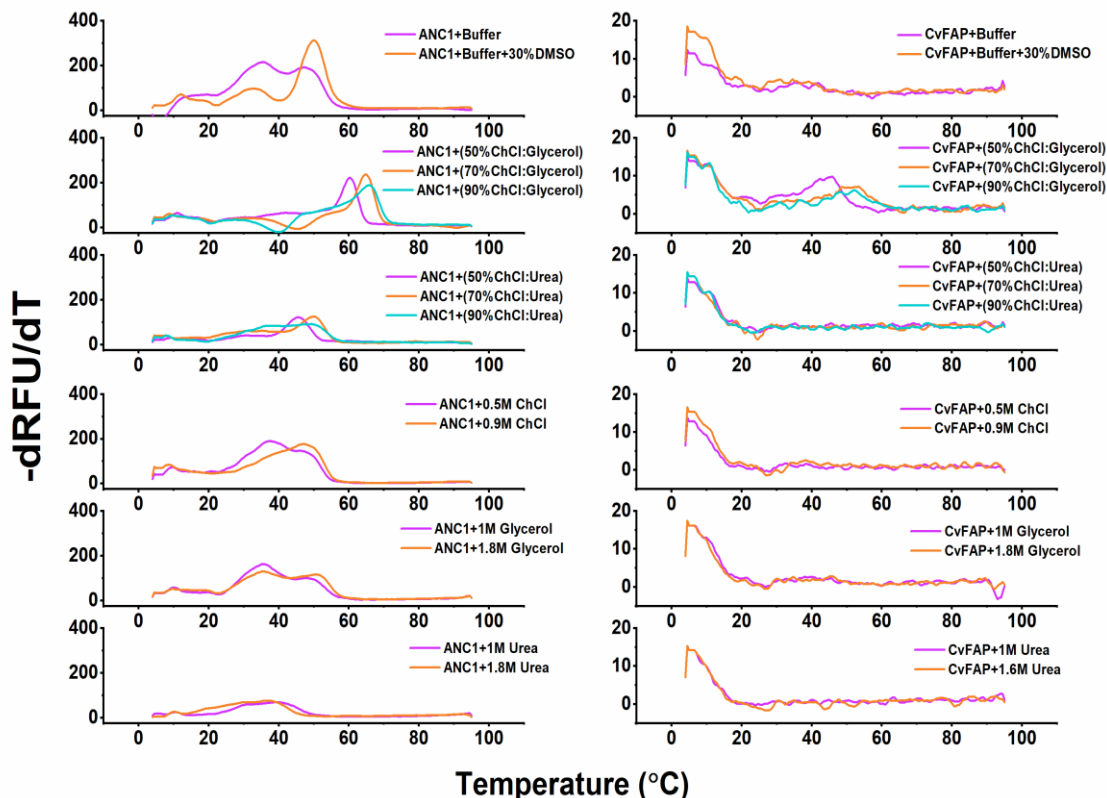 -dRFU/dT
400
200
0
ANC1+Buffer
ANC1+Buffer+30%DMSO
0 20 40 60 80 100
20
10
0
CvFAP+Buffer
CvFAP+Buffer+30%DMSO
0 20 40 60 80 100
400
200
0
ANC1+(50%ChCl:Glycerol)
ANC1+(70%ChCl:Glycerol)
ANC1+(90%ChCl:Glycerol)
0 20 40 60 80 100
20
10
0
CvFAP+(50%ChCl:Glycerol)
CvFAP+(70%ChCl:Glycerol)
CvFAP+(90%ChCl:Glycerol)
0 20 40 60 80 100
400
200
0
ANC1+(50%ChCl:Urea)
ANC1+(70%ChCl:Urea)
ANC1+(90%ChCl:Urea)
0 20 40 60 80 100
20
10
0
CvFAP+(50%ChCl:Urea)
CvFAP+(70%ChCl:Urea)
CvFAP+(90%ChCl:Urea)
0 20 40 60 80 100
400
200
0
ANC1+0.5M ChCl
ANC1+0.9M ChCl
0 20 40 60 80 100
20
10
0
CvFAP+0.5M ChCl
CvFAP+0.9M ChCl
0 20 40 60 80 100
400
200
0
ANC1+1M Glycerol
ANC1+1.8M Glycerol
0 20 40 60 80 100
20
10
0
CvFAP+1M Glycerol
CvFAP+1.8M Glycerol
0 20 40 60 80 100
400
200
0
ANC1+1M Urea
ANC1+1.8M Urea
0 20 40 60 80 100
20
10
0
CvFAP+1M Urea
CvFAP+1.6M Urea
0 20 40 60 80 100
Temperature (°C)